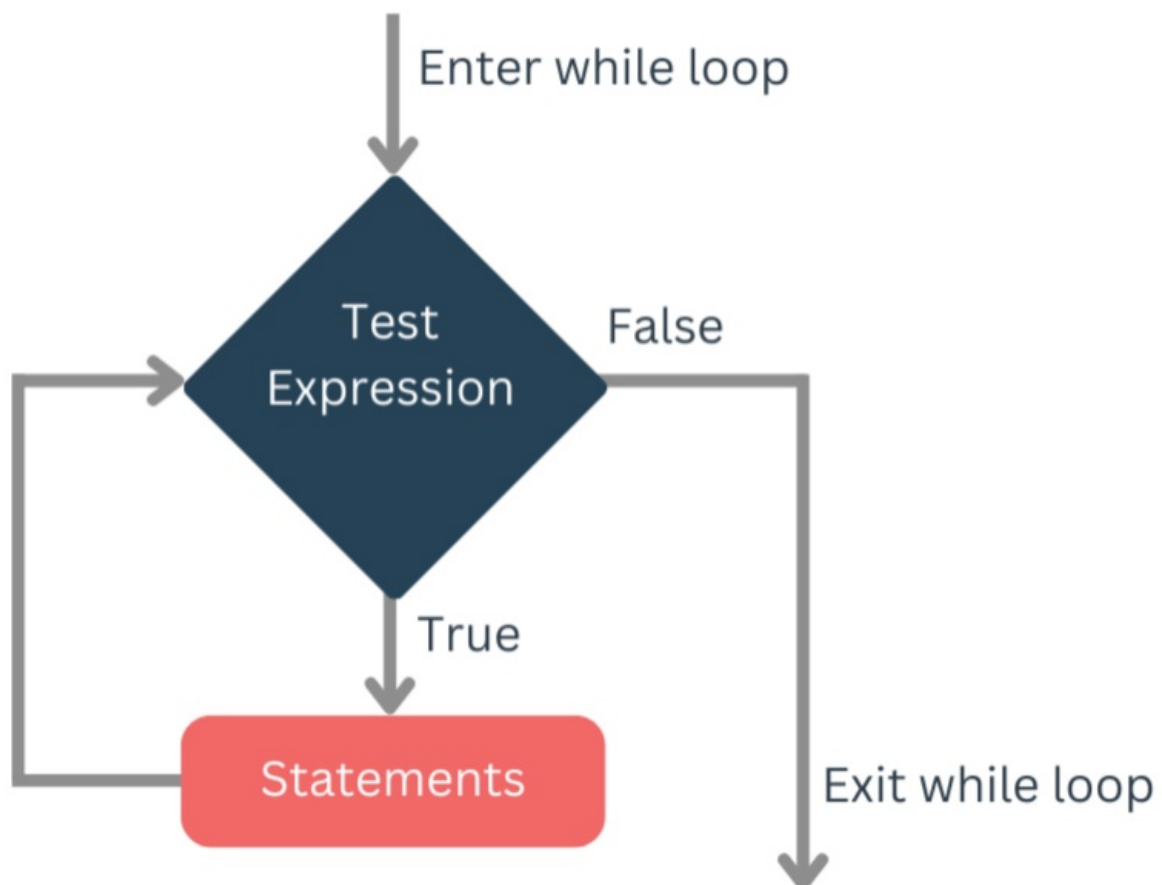 Enter while loop
Test
Expression
False
True
Statements
Exit while loop